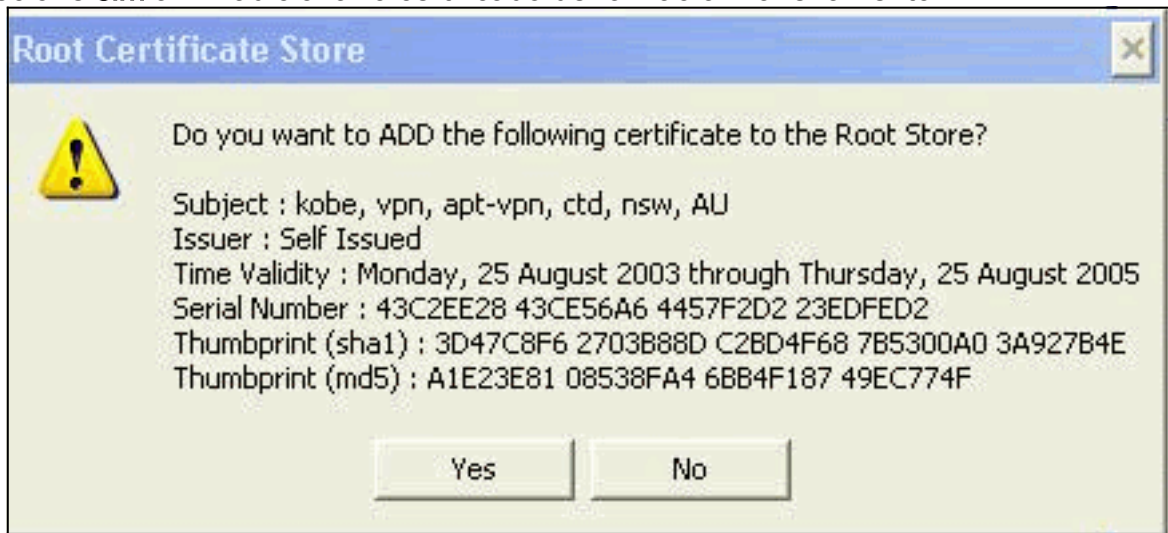 Root Certificate Store
Do you want to ADD the following certificate to the Root Store?
Subject : kobe, vpn, apt-vpn, ctd, nsw, AU
Issuer : Self Issued
Time Validity : Monday, 25 August 2003 through Thursday, 25 August 2005
Serial Number : 43C2EE28 43CE56A6 4457F2D2 23EDFED2
Thumbprint (sha1) : 3D47C8F6 2703B88D C2BD4F68 7B5300A0 3A927B4E
Thumbprint (md5) : A1E23E81 08538FA4 6BB4F187 49EC774F
Yes No